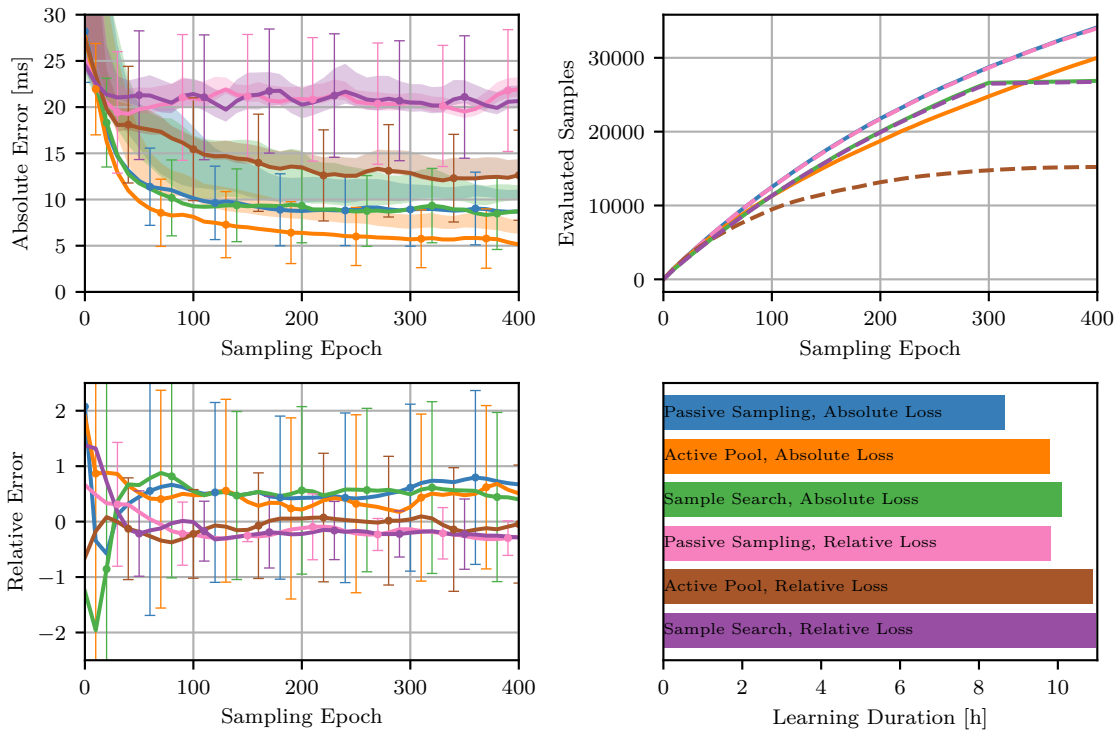 30
25
20
15
10
5
0
Absolute Error [ms]
0
100
200
300
400
Sampling Epoch
30000
20000
10000
0
Evaluated Samples
0
100
200
300
400
Sampling Epoch
2
1
0
−1
−2
Relative Error
0
100
200
300
400
Sampling Epoch
Passive Sampling, Absolute Loss
Active Pool, Absolute Loss
Sample Search, Absolute Loss
Passive Sampling, Relative Loss
Active Pool, Relative Loss
Sample Search, Relative Loss
0
2
4
6
8
10
Learning Duration [h]